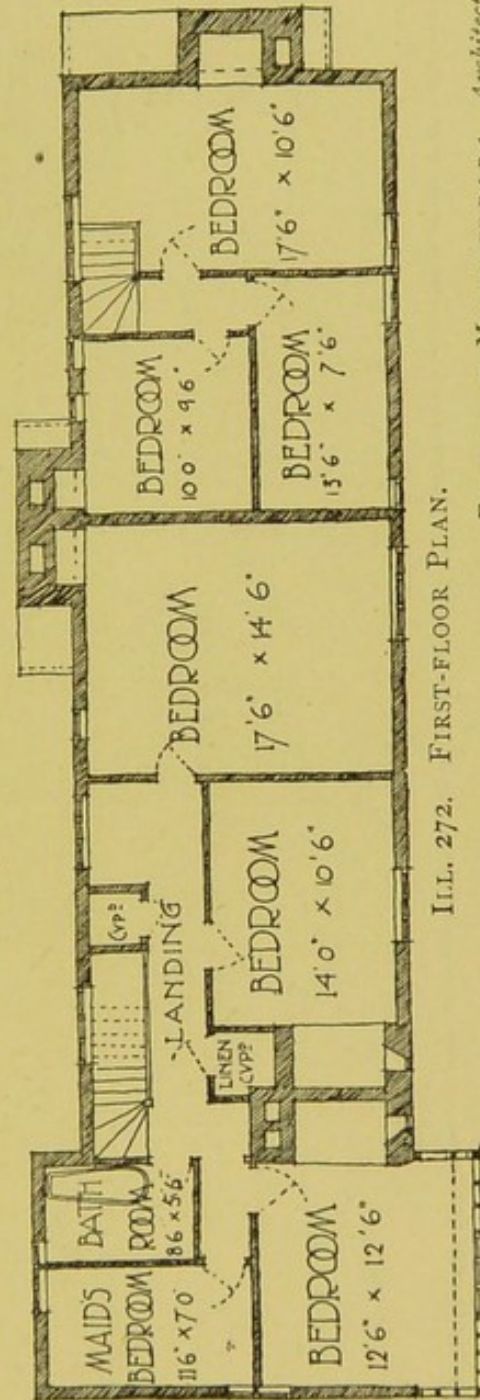 MAID'S
BEDROOM
11'6" x 7'0
BATH
ROOM
8'6 x 5'6"
BEDROOM
12'6" x 12'6"
LANDING
CVPD
LINEN
CVPD
BEDROOM
14'0" x 10'6"
BEDROOM
17'6" x 14'6"
BEDROOM
10'0" x 9'6"
BEDROOM
13'6" x 7'6"
BEDROOM
17'6" x 10'6"
ILL. 272. FIRST-FLOOR PLAN.